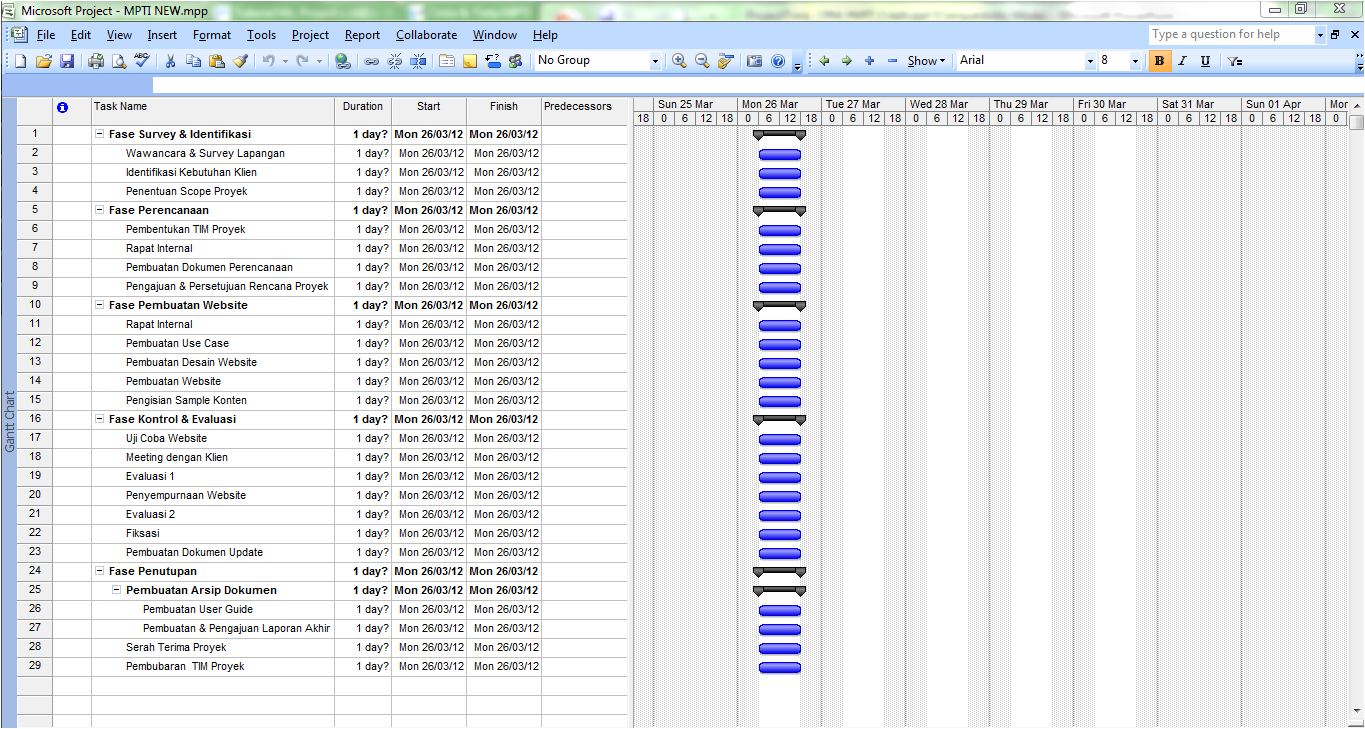 Microsoft Project - MPTI NEW.mpp
File Edit View Insert Format Tools Project Report Collaborate Window Help Type a question for help
No Group Show Arial 8 B I U
Task Name Duration Start Finish Predecessors Sun 25 Mar Mon 26 Mar Tue 27 Mar Wed 28 Mar Thu 29 Mar Fri 30 Mar Sat 31 Mar Sun 01 Apr Mor
18 0 6 12 18 0 6 12 18 0 6 12 18 0 6 12 18 0 6 12 18 0 6 12 18 0 6 12 18 0 6 12 18 0
1 Fase Survey & Identifikasi 1 day? Mon 26/03/12 Mon 26/03/12
2 Wawancara & Survey Lapangan 1 day? Mon 26/03/12 Mon 26/03/12
3 Identifikasi Kebutuhan Klien 1 day? Mon 26/03/12 Mon 26/03/12
4 Penentuan Scope Proyek 1 day? Mon 26/03/12 Mon 26/03/12
5 Fase Perencanaan 1 day? Mon 26/03/12 Mon 26/03/12
6 Pembentukan TIM Proyek 1 day? Mon 26/03/12 Mon 26/03/12
7 Rapat Internal 1 day? Mon 26/03/12 Mon 26/03/12
8 Pembuatan Dokumen Perencanaan 1 day? Mon 26/03/12 Mon 26/03/12
9 Pengajuan & Persetujuan Rencana Proyek 1 day? Mon 26/03/12 Mon 26/03/12
10 Fase Pembuatan Website 1 day? Mon 26/03/12 Mon 26/03/12
11 Rapat Internal 1 day? Mon 26/03/12 Mon 26/03/12
12 Pembuatan Use Case 1 day? Mon 26/03/12 Mon 26/03/12
13 Pembuatan Desain Website 1 day? Mon 26/03/12 Mon 26/03/12
14 Pembuatan Website 1 day? Mon 26/03/12 Mon 26/03/12
15 Pengisian Sample Konten 1 day? Mon 26/03/12 Mon 26/03/12
16 Fase Kontrol & Evaluasi 1 day? Mon 26/03/12 Mon 26/03/12
17 Uji Coba Website 1 day? Mon 26/03/12 Mon 26/03/12
18 Meeting dengan Klien 1 day? Mon 26/03/12 Mon 26/03/12
19 Evaluasi 1 1 day? Mon 26/03/12 Mon 26/03/12
20 Penyempurnaan Website 1 day? Mon 26/03/12 Mon 26/03/12
21 Evaluasi 2 1 day? Mon 26/03/12 Mon 26/03/12
22 Fiksasi 1 day? Mon 26/03/12 Mon 26/03/12
23 Pembuatan Dokumen Update 1 day? Mon 26/03/12 Mon 26/03/12
24 Fase Penutupan 1 day? Mon 26/03/12 Mon 26/03/12
25 Pembuatan Arsip Dokumen 1 day? Mon 26/03/12 Mon 26/03/12
26 Pembuatan User Guide 1 day? Mon 26/03/12 Mon 26/03/12
27 Pembuatan & Pengajuan Laporan Akhir 1 day? Mon 26/03/12 Mon 26/03/12
28 Serah Terima Proyek 1 day? Mon 26/03/12 Mon 26/03/12
29 Pembubaran TIM Proyek 1 day? Mon 26/03/12 Mon 26/03/12
Gantt Chart